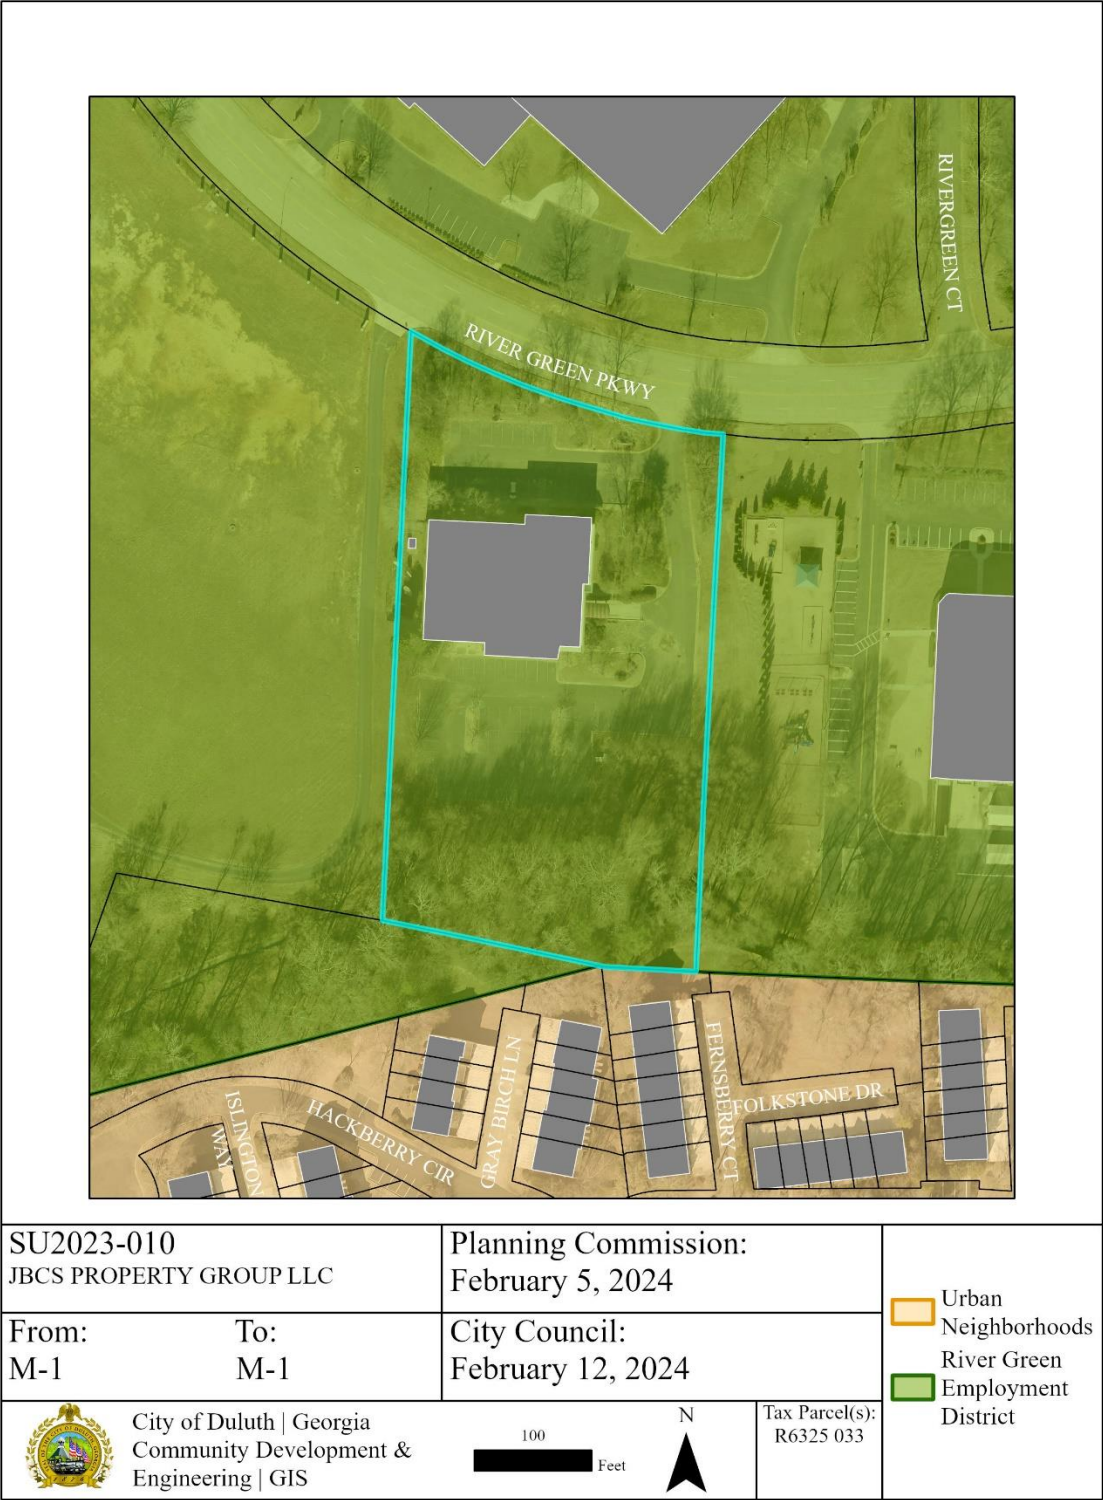 RIVERGREEN CT
RIVER GREEN PKWY
FERNSBERRY CT
GRAY BIRCH LN
FOLKSTONE DR
HACKBERRY CIR
ISLINGTON
WAY
SU2023-010
JBCS PROPERTY GROUP LLC
Planning Commission:
February 5, 2024
From: To:
M-1 M-1
City Council:
February 12, 2024
Urban
Neighborhoods
River Green
Employment
District
City of Duluth | Georgia
Community Development &
Engineering | GIS
100
Feet
N
Tax Parcel(s):
R6325 033